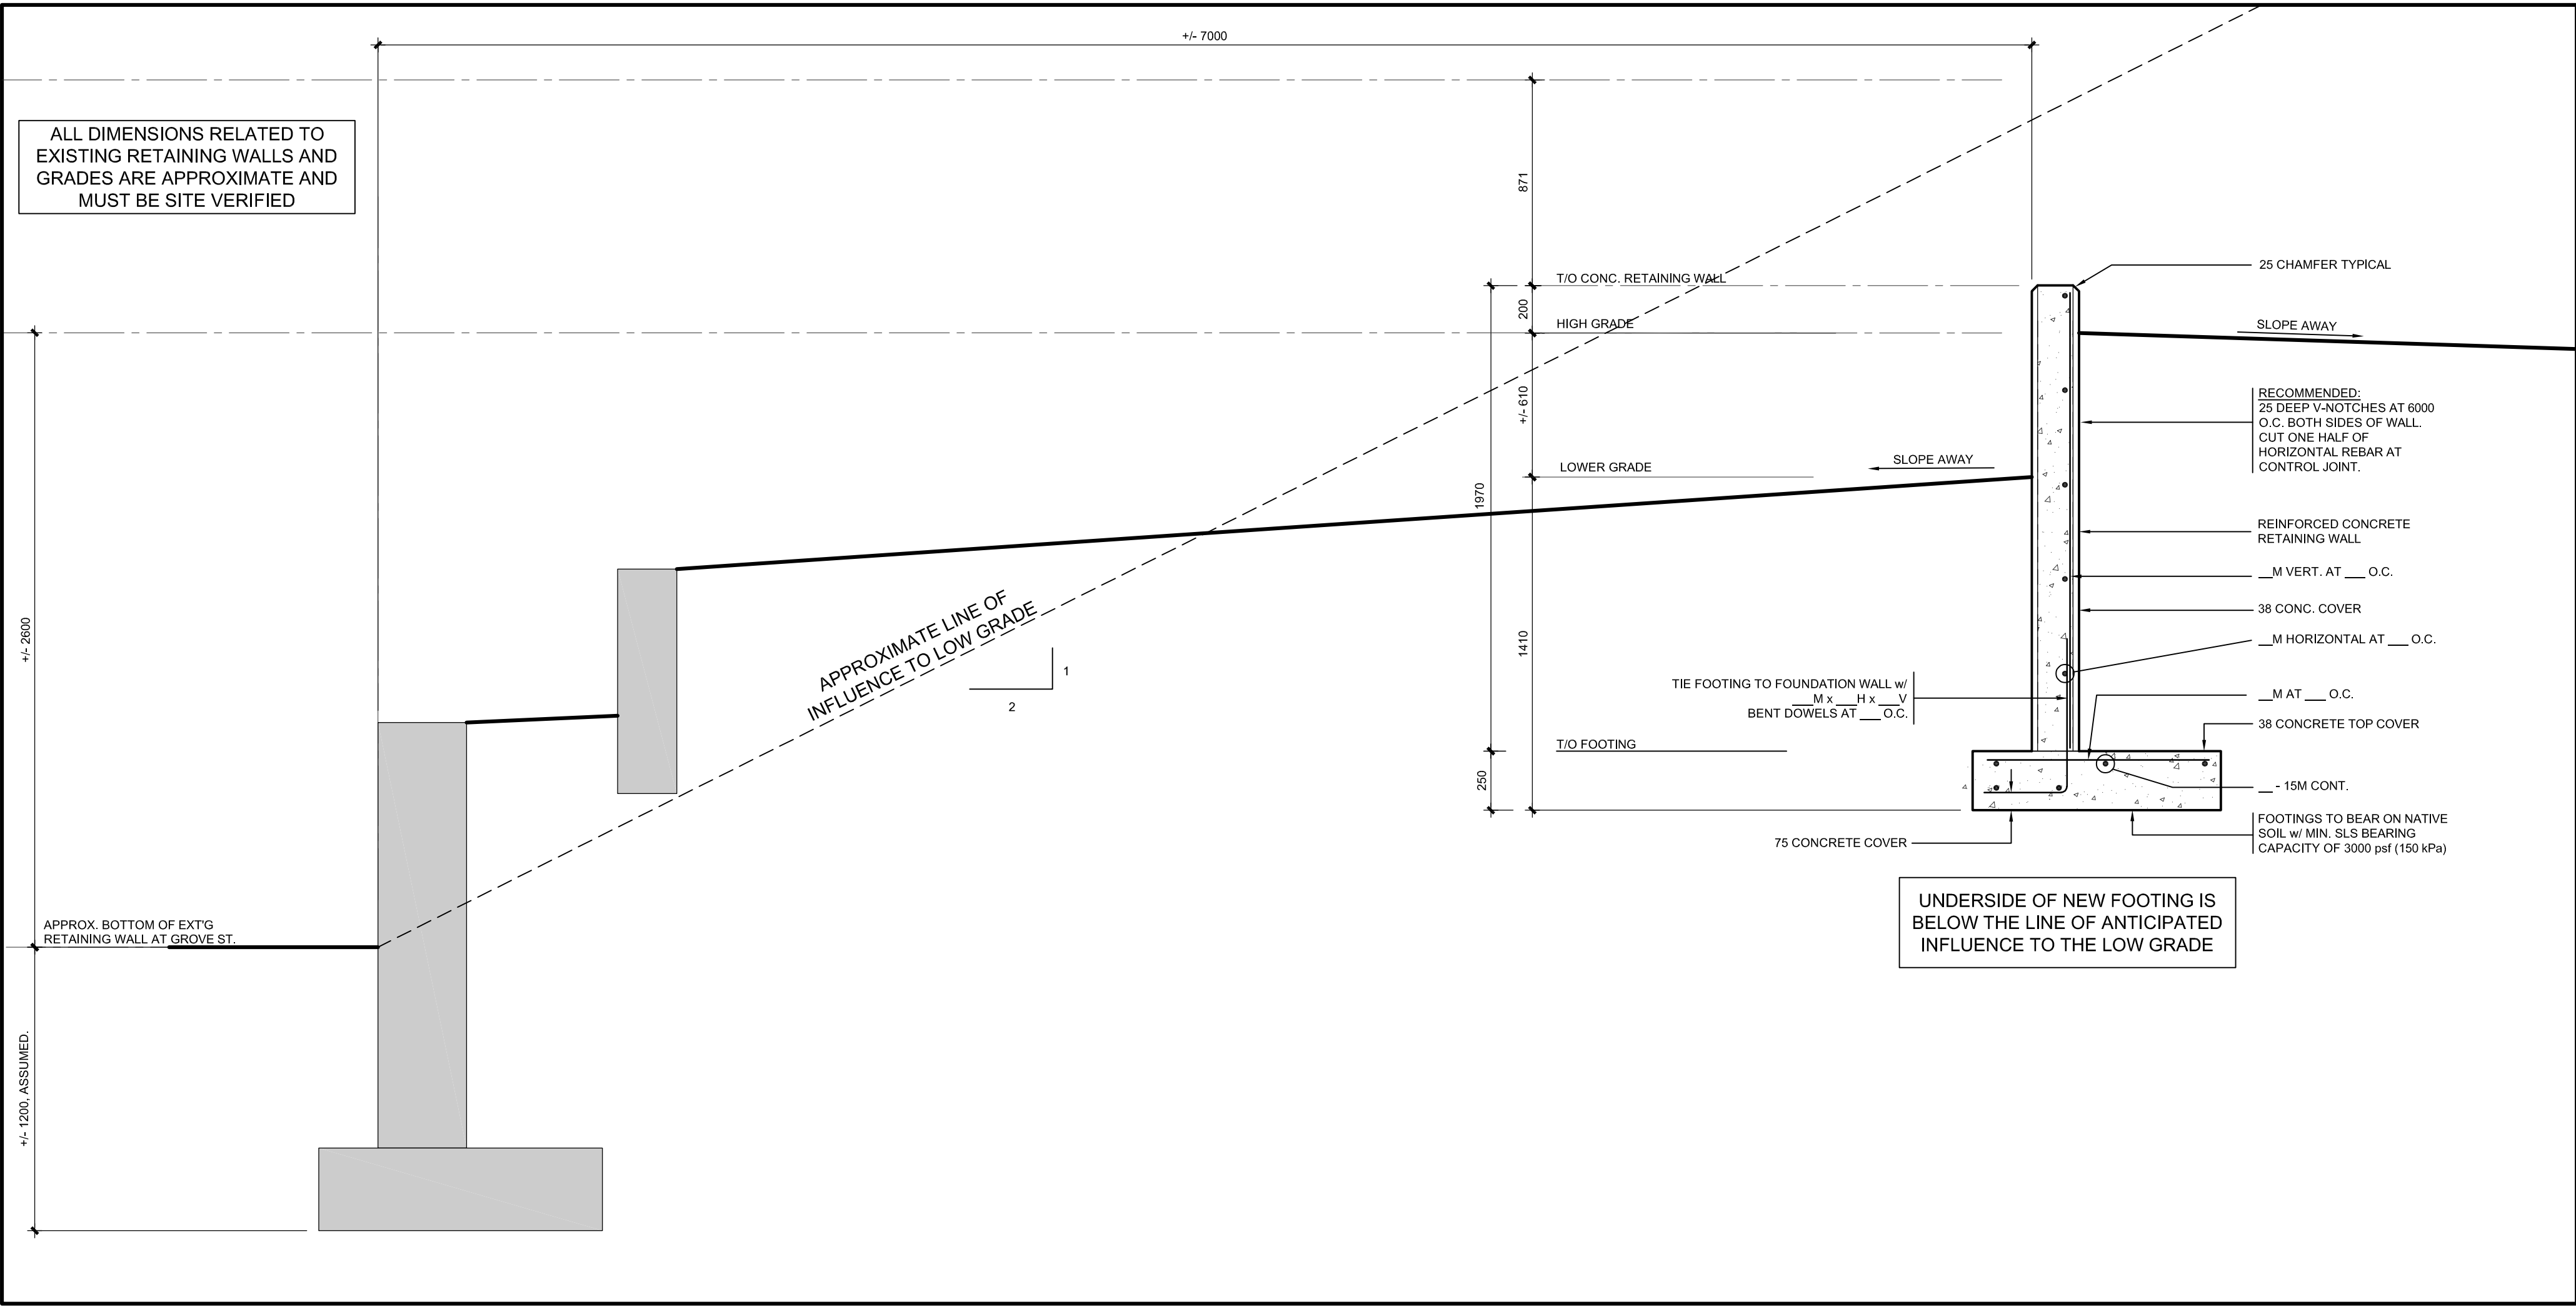 +/- 7000
ALL DIMENSIONS RELATED TO
EXISTING RETAINING WALLS AND
GRADES ARE APPROXIMATE AND
MUST BE SITE VERIFIED
871
T/O CONC. RETAINING WALL
25 CHAMFER TYPICAL
200
HIGH GRADE
SLOPE AWAY
+/- 610
RECOMMENDED:
25 DEEP V-NOTCHES AT 6000
O.C. BOTH SIDES OF WALL.
CUT ONE HALF OF
HORIZONTAL REBAR AT
CONTROL JOINT.
LOWER GRADE
SLOPE AWAY
1970
REINFORCED CONCRETE
RETAINING WALL
__M VERT. AT ___ O.C.
38 CONC. COVER
+/- 2600
APPROXIMATE LINE OF
INFLUENCE TO LOW GRADE
1
2
1410
__M HORIZONTAL AT ___ O.C.
TIE FOOTING TO FOUNDATION WALL w/
___M x ___H x ___V
BENT DOWELS AT ___ O.C.
__M AT ___ O.C.
38 CONCRETE TOP COVER
T/O FOOTING
250
__ - 15M CONT.
75 CONCRETE COVER
FOOTINGS TO BEAR ON NATIVE
SOIL w/ MIN. SLS BEARING
CAPACITY OF 3000 psf (150 kPa)
UNDERSIDE OF NEW FOOTING IS
BELOW THE LINE OF ANTICIPATED
INFLUENCE TO THE LOW GRADE
APPROX. BOTTOM OF EXT'G
RETAINING WALL AT GROVE ST.
+/- 1200, ASSUMED.